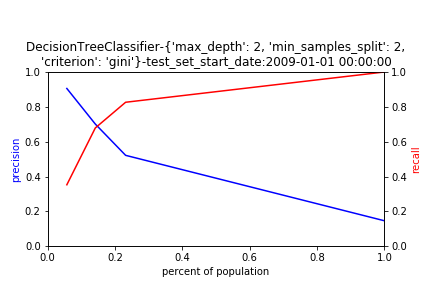 DecisionTreeClassifier-{'max_depth': 2, 'min_samples_split': 2,
'criterion': 'gini'}-test_set_start_date:2009-01-01 00:00:00
1.0
0.8
0.6
0.4
0.2
0.0
precision
1.0
0.8
0.6
0.4
0.2
0.0
recall
0.0 0.2 0.4 0.6 0.8 1.0
percent of population